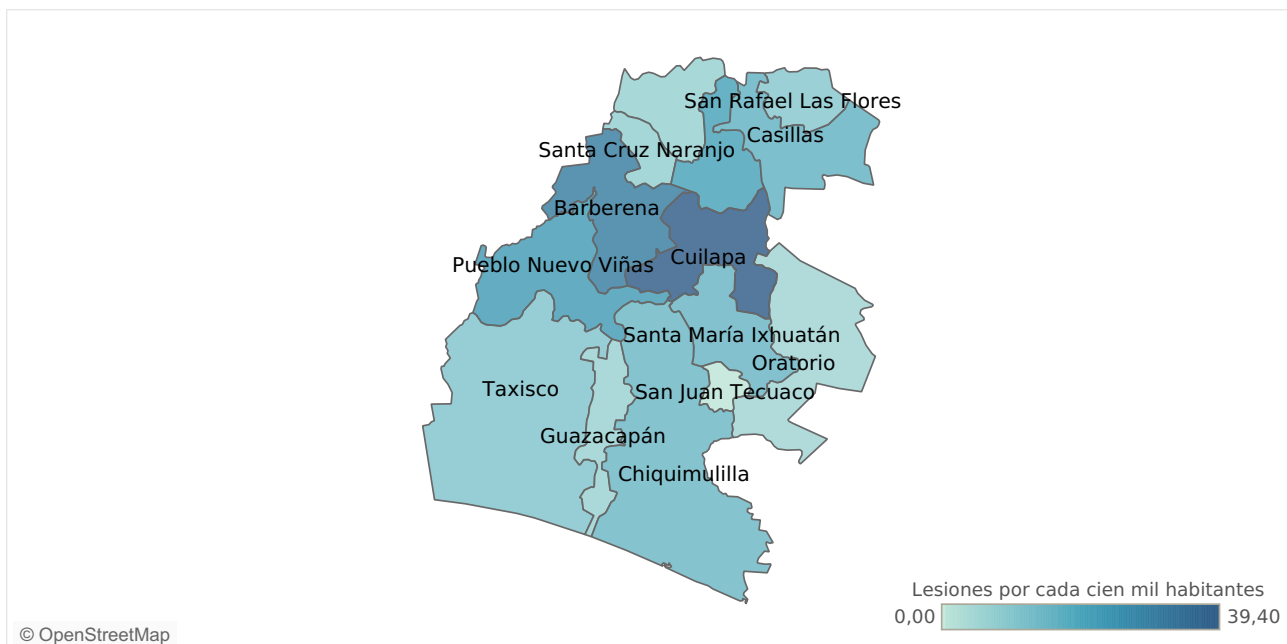 San Rafael Las Flores
Casillas
Santa Cruz Naranjo
Barberena
Cuilapa
Pueblo Nuevo Viñas
Santa María Ixhuatán
Oratorio
Taxisco
San Juan Tecuaco
Guazacapán
Chiquimulilla
Lesiones por cada cien mil habitantes
0,00 39,40
© OpenStreetMap